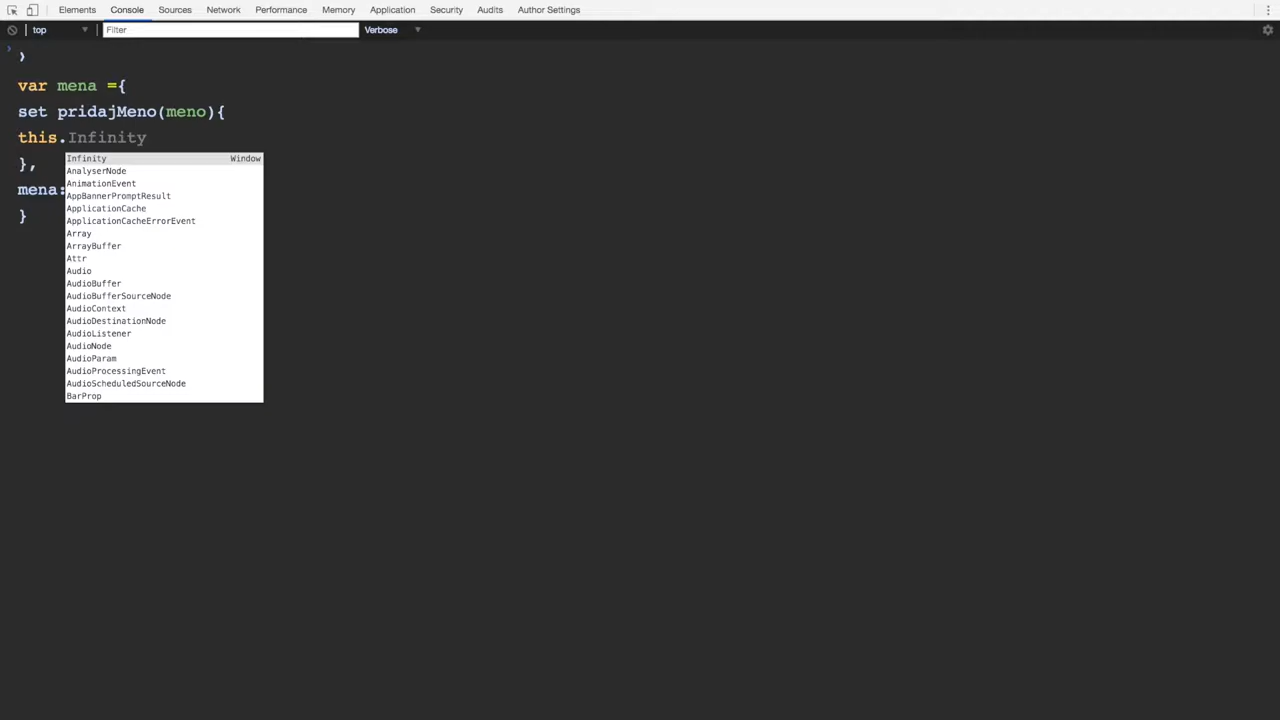 Elements Console Sources Network Performance Memory Application Security Audits Author Settings
top Filter Verbose
}
var mena ={
set pridajMeno(meno){
this.Infinity
Infinity Window
},
AnalyserNode
AnimationEvent
mena:
AppBannerPromptResult
ApplicationCache
}
ApplicationCacheErrorEvent
Array
ArrayBuffer
Attr
Audio
AudioBuffer
AudioBufferSourceNode
AudioContext
AudioDestinationNode
AudioListener
AudioNode
AudioParam
AudioProcessingEvent
AudioScheduledSourceNode
BarProp